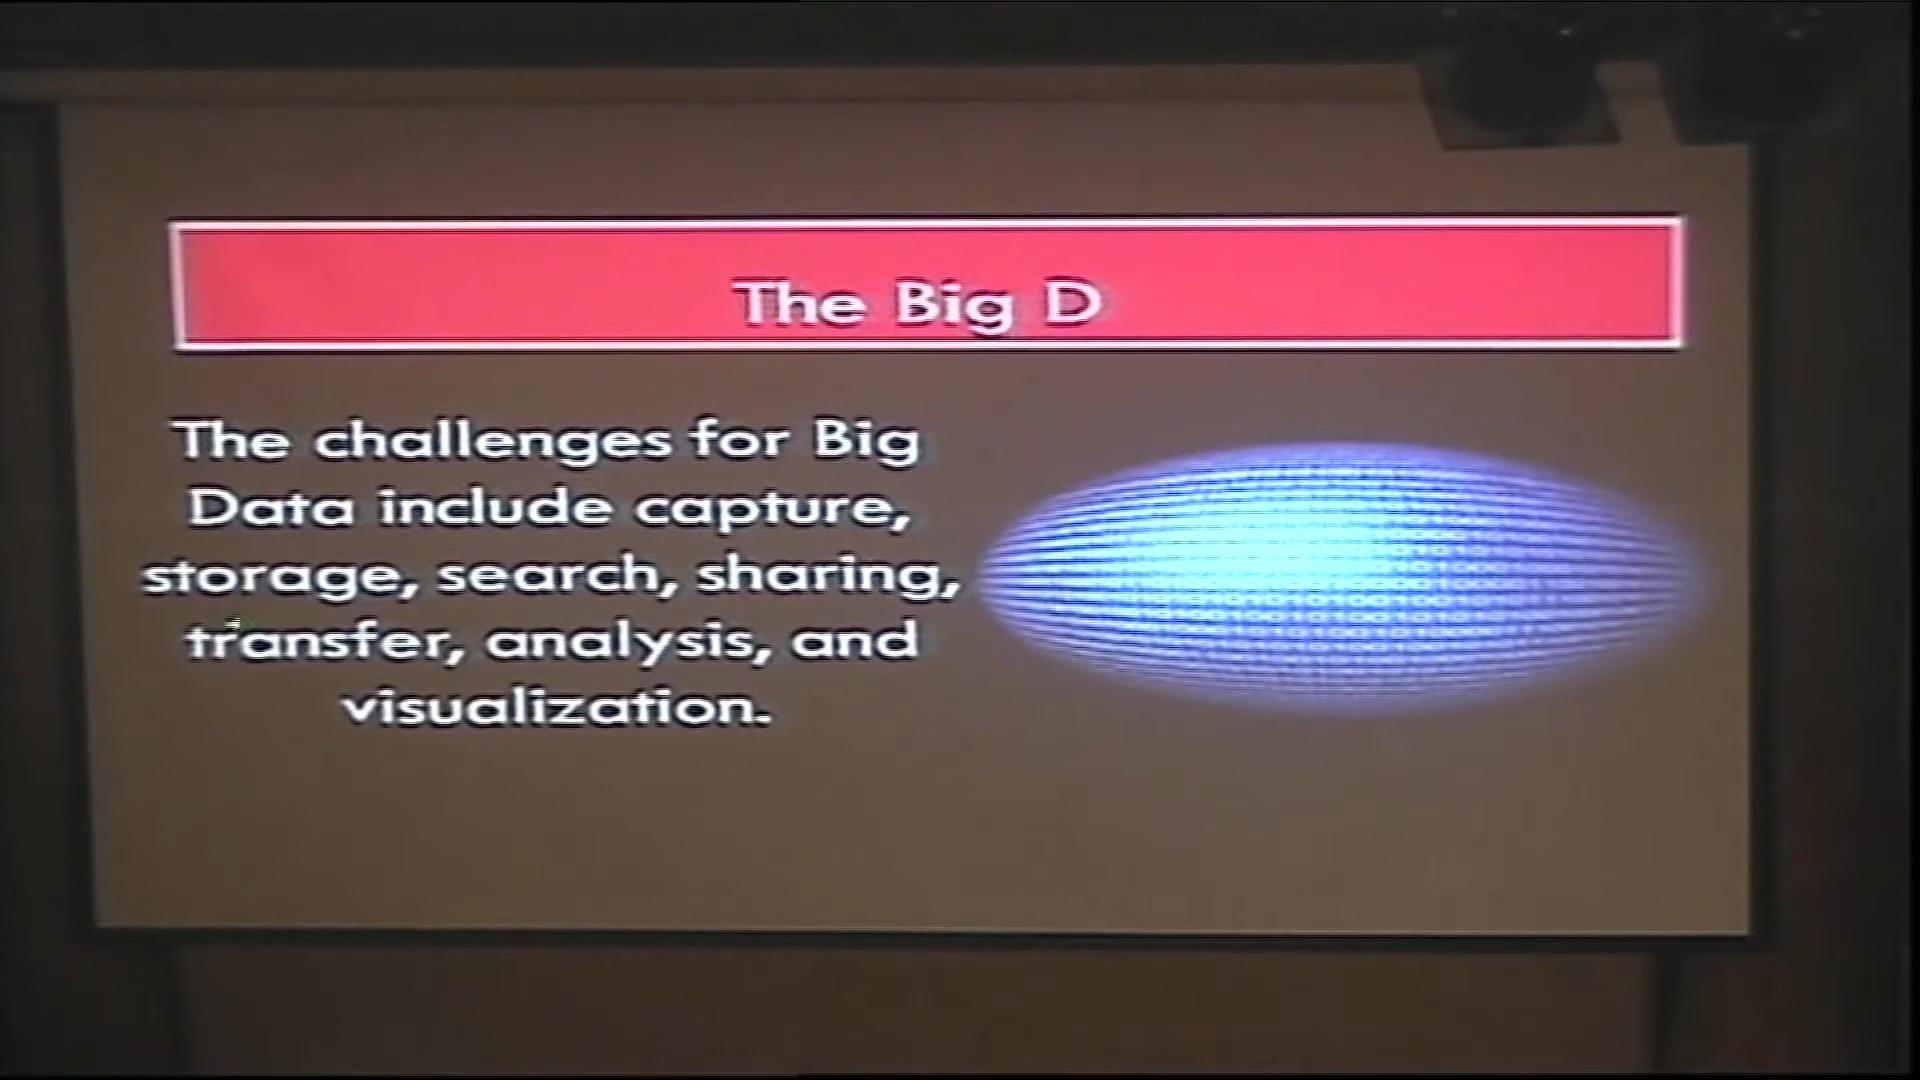 The Big D
The challenges for Big
Data include capture,
storage, search, sharing,
transfer, analysis, and
visualization.